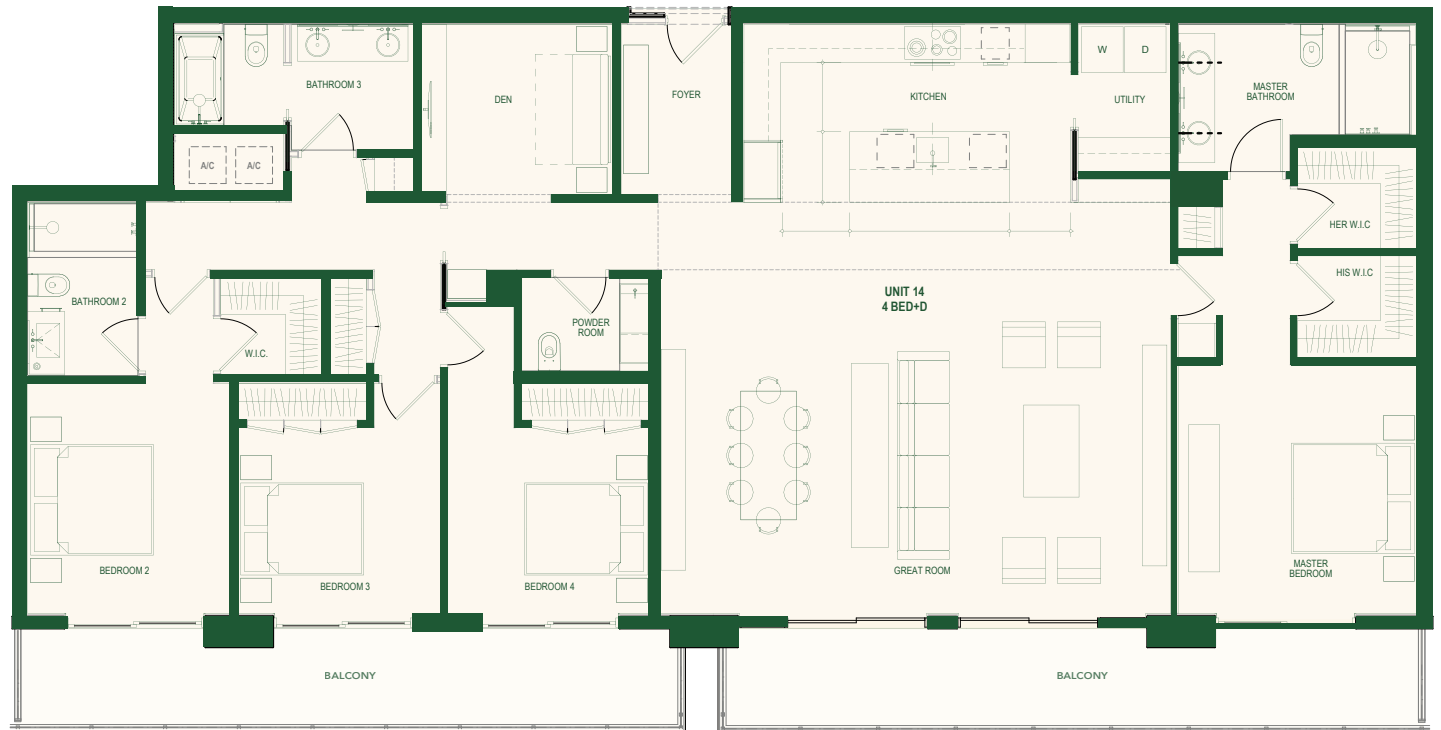 BATHROOM 3
DEN
FOYER
KITCHEN
W
D
UTILITY
MASTER
BATHROOM
A/C
A/C
HER W.I.C
HIS W.I.C
BATHROOM 2
W.I.C.
POWDER
ROOM
UNIT 14
4 BED+D
BEDROOM 2
BEDROOM 3
BEDROOM 4
GREAT ROOM
MASTER
BEDROOM
BALCONY
BALCONY